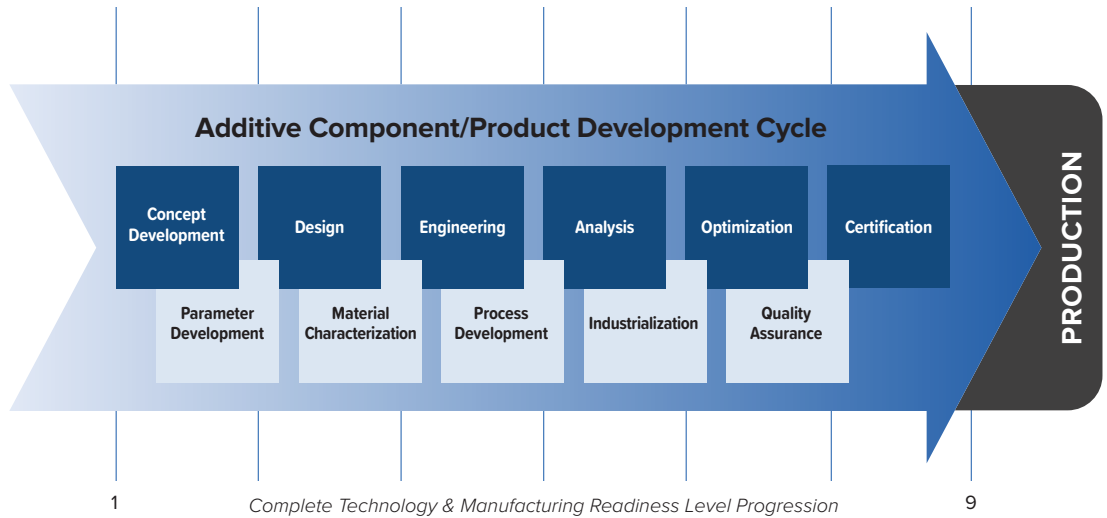 Additive Component/Product Development Cycle
Concept
Development
Design
Engineering
Analysis
Optimization
Certification
Parameter
Development
Material
Characterization
Process
Development
Industrialization
Quality
Assurance
PRODUCTION
1
Complete Technology & Manufacturing Readiness Level Progression
9